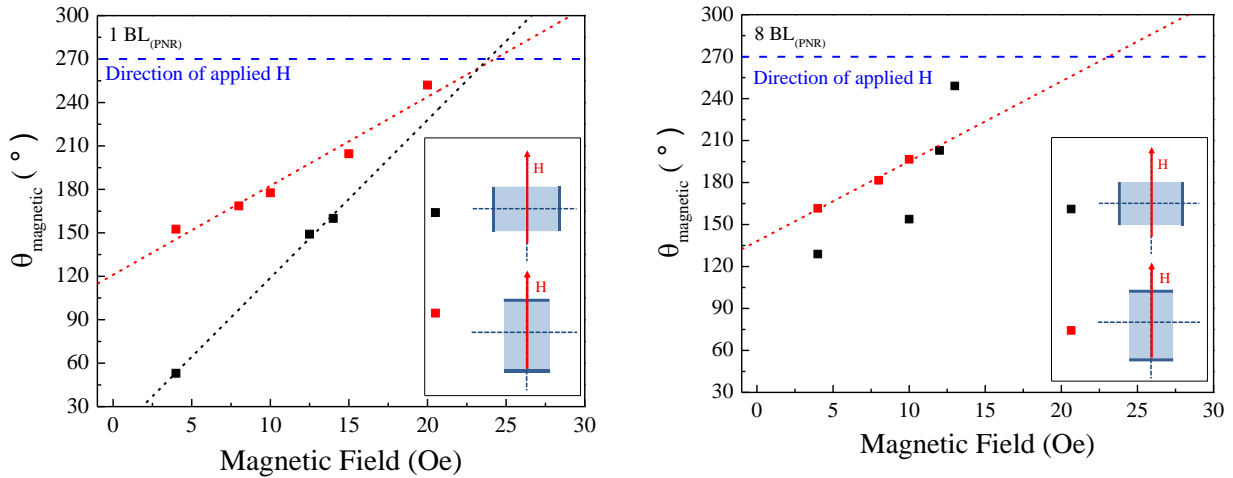 1 BL(PNR)
Direction of applied H
θmagnetic ( ° )
300
270
240
210
180
150
120
90
60
30
H
H
0
5
10
15
20
25
30
Magnetic Field (Oe)
8 BL(PNR)
Direction of applied H
θmagnetic ( ° )
300
270
240
210
180
150
120
90
60
30
H
H
0
5
10
15
20
25
30
Magnetic Field (Oe)